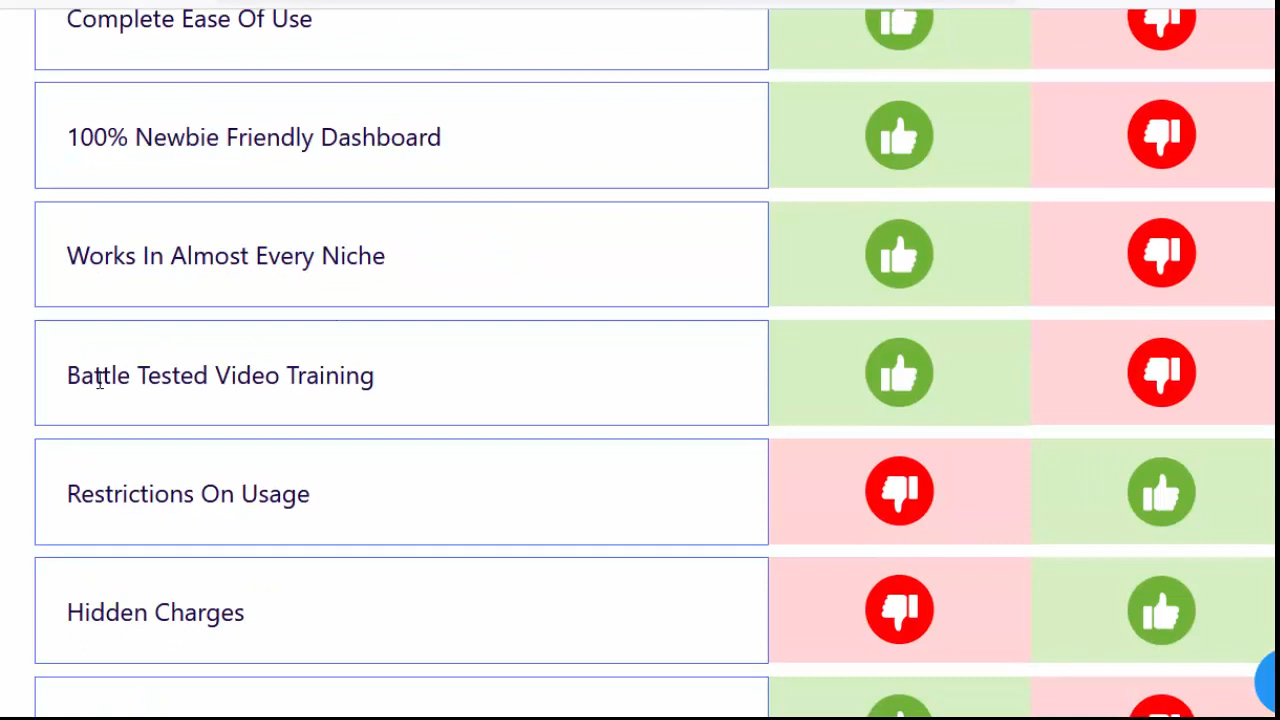 Complete Ease Of Use
100% Newbie Friendly Dashboard
Works In Almost Every Niche
Battle Tested Video Training
Restrictions On Usage
Hidden Charges